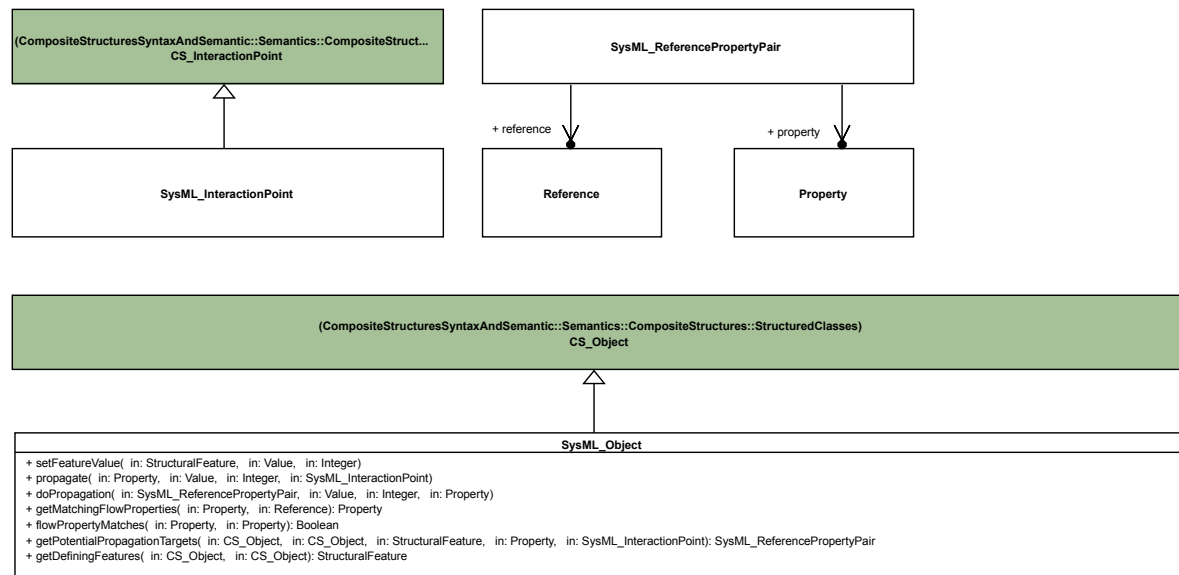 (CompositeStructuresSyntaxAndSemantic::Semantics::CompositeStruct...
CS_InteractionPoint
SysML_ReferencePropertyPair
+ reference
+ property
SysML_InteractionPoint
Reference
Property
(CompositeStructuresSyntaxAndSemantic::Semantics::CompositeStructures::StructuredClasses)
CS_Object
SysML_Object
+ setFeatureValue( in: StructuralFeature, in: Value, in: Integer)
+ propagate( in: Property, in: Value, in: Integer, in: SysML_InteractionPoint)
+ doPropagation( in: SysML_ReferencePropertyPair, in: Value, in: Integer, in: Property)
+ getMatchingFlowProperties( in: Property, in: Reference): Property
+ flowPropertyMatches( in: Property, in: Property): Boolean
+ getPotentialPropagationTargets( in: CS_Object, in: CS_Object, in: StructuralFeature, in: Property, in: SysML_InteractionPoint): SysML_ReferencePropertyPair
+ getDefiningFeatures( in: CS_Object, in: CS_Object): StructuralFeature